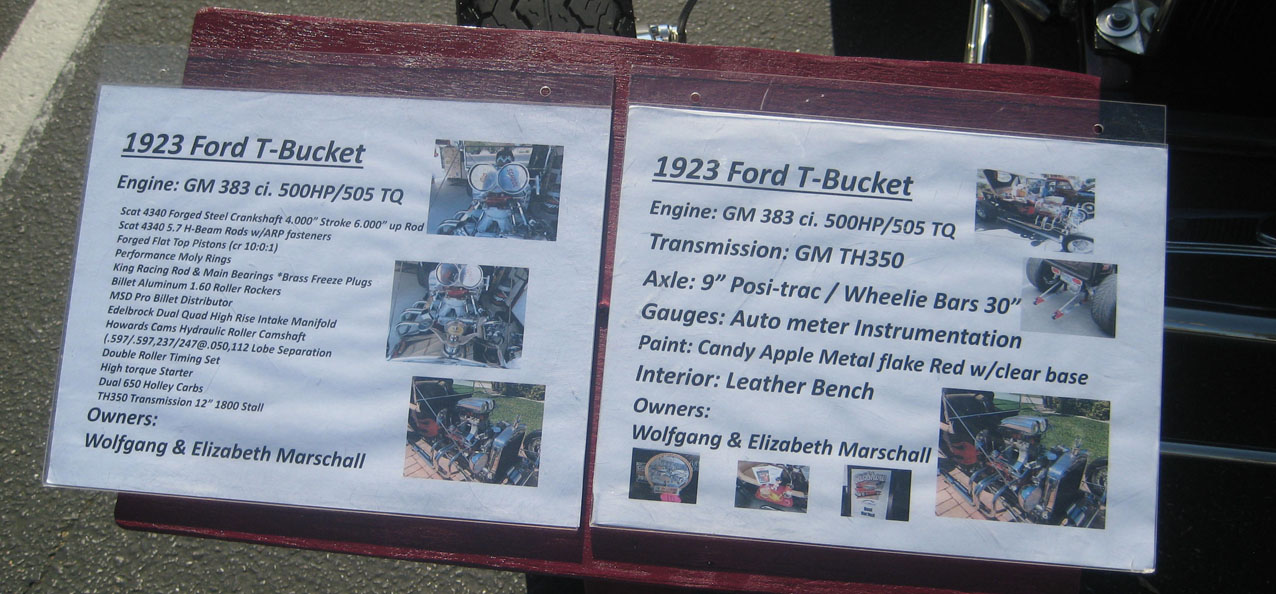 1923 Ford T-Bucket
Engine: GM 383 ci. 500HP/505 TQ
Scat 4340 Forged Steel Crankshaft 4.000” Stroke 6.000” up Rod
Scat 4340 5.7 H-Beam Rods w/ARP fasteners
Forged Flat Top Pistons (cr 10:0:1)
Performance Moly Rings
King Racing Rod & Main Bearings *Brass Freeze Plugs
Billet Aluminum 1.60 Roller Rockers
MSD Pro Billet Distributor
Edelbrock Dual Quad High Rise Intake Manifold
Howards Cams Hydraulic Roller Camshaft
(.597/.597,237/247@.050,112 Lobe Separation
Double Roller Timing Set
High torque Starter
Dual 650 Holley Carbs
TH350 Transmission 12” 1800 Stall
Owners:
Wolfgang & Elizabeth Marschall
1923 Ford T-Bucket
Engine: GM 383 ci. 500HP/505 TQ
Transmission: GM TH350
Axle: 9” Posi-trac / Wheelie Bars 30”
Gauges: Auto meter Instrumentation
Paint: Candy Apple Metal flake Red w/clear base
Interior: Leather Bench
Owners:
Wolfgang & Elizabeth Marschall